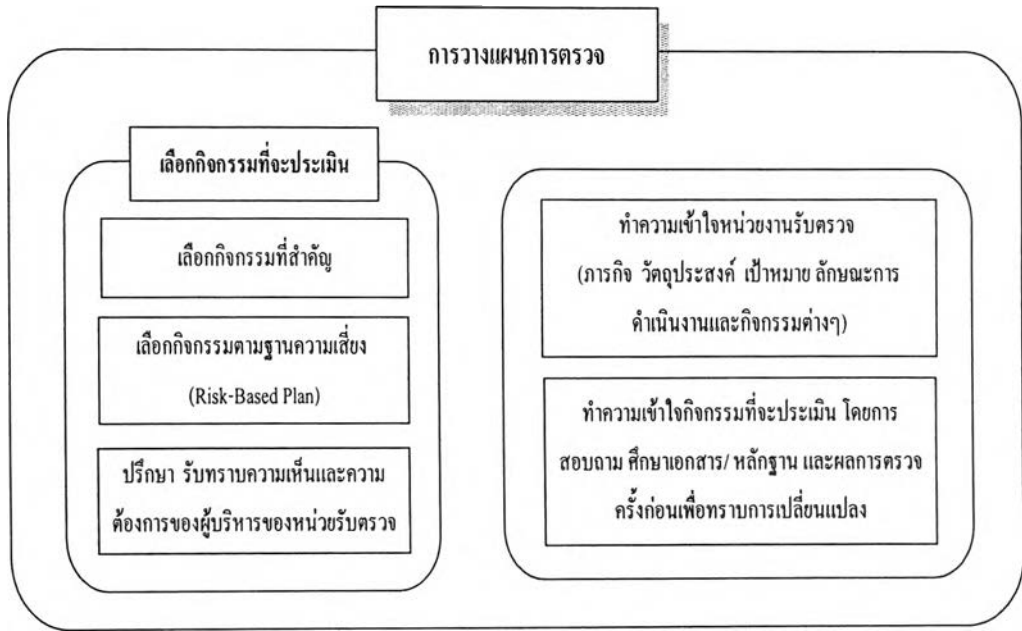 การวางแผนการตรวจ
เลือกกิจกรรมที่จะประเมิน
เลือกกิจกรรมที่สำคัญ
เลือกกิจกรรมตามฐานความเสี่ยง
(Risk-Based Plan)
ปรึกษา รับทราบความเห็นและความ
ต้องการของผู้บริหารของหน่วยรับตรวจ
ทำความเข้าใจหน่วยงานรับตรวจ
(ภารกิจ วัตถุประสงค์ เป้าหมาย ลักษณะการ
ดำเนินงานและกิจกรรมต่างๆ)
ทำความเข้าใจกิจกรรมที่จะประเมิน โดยการ
สอบถาม ศึกษาเอกสาร/ หลักฐาน และผลการตรวจ
ครั้งก่อนเพื่อทราบการเปลี่ยนแปลง